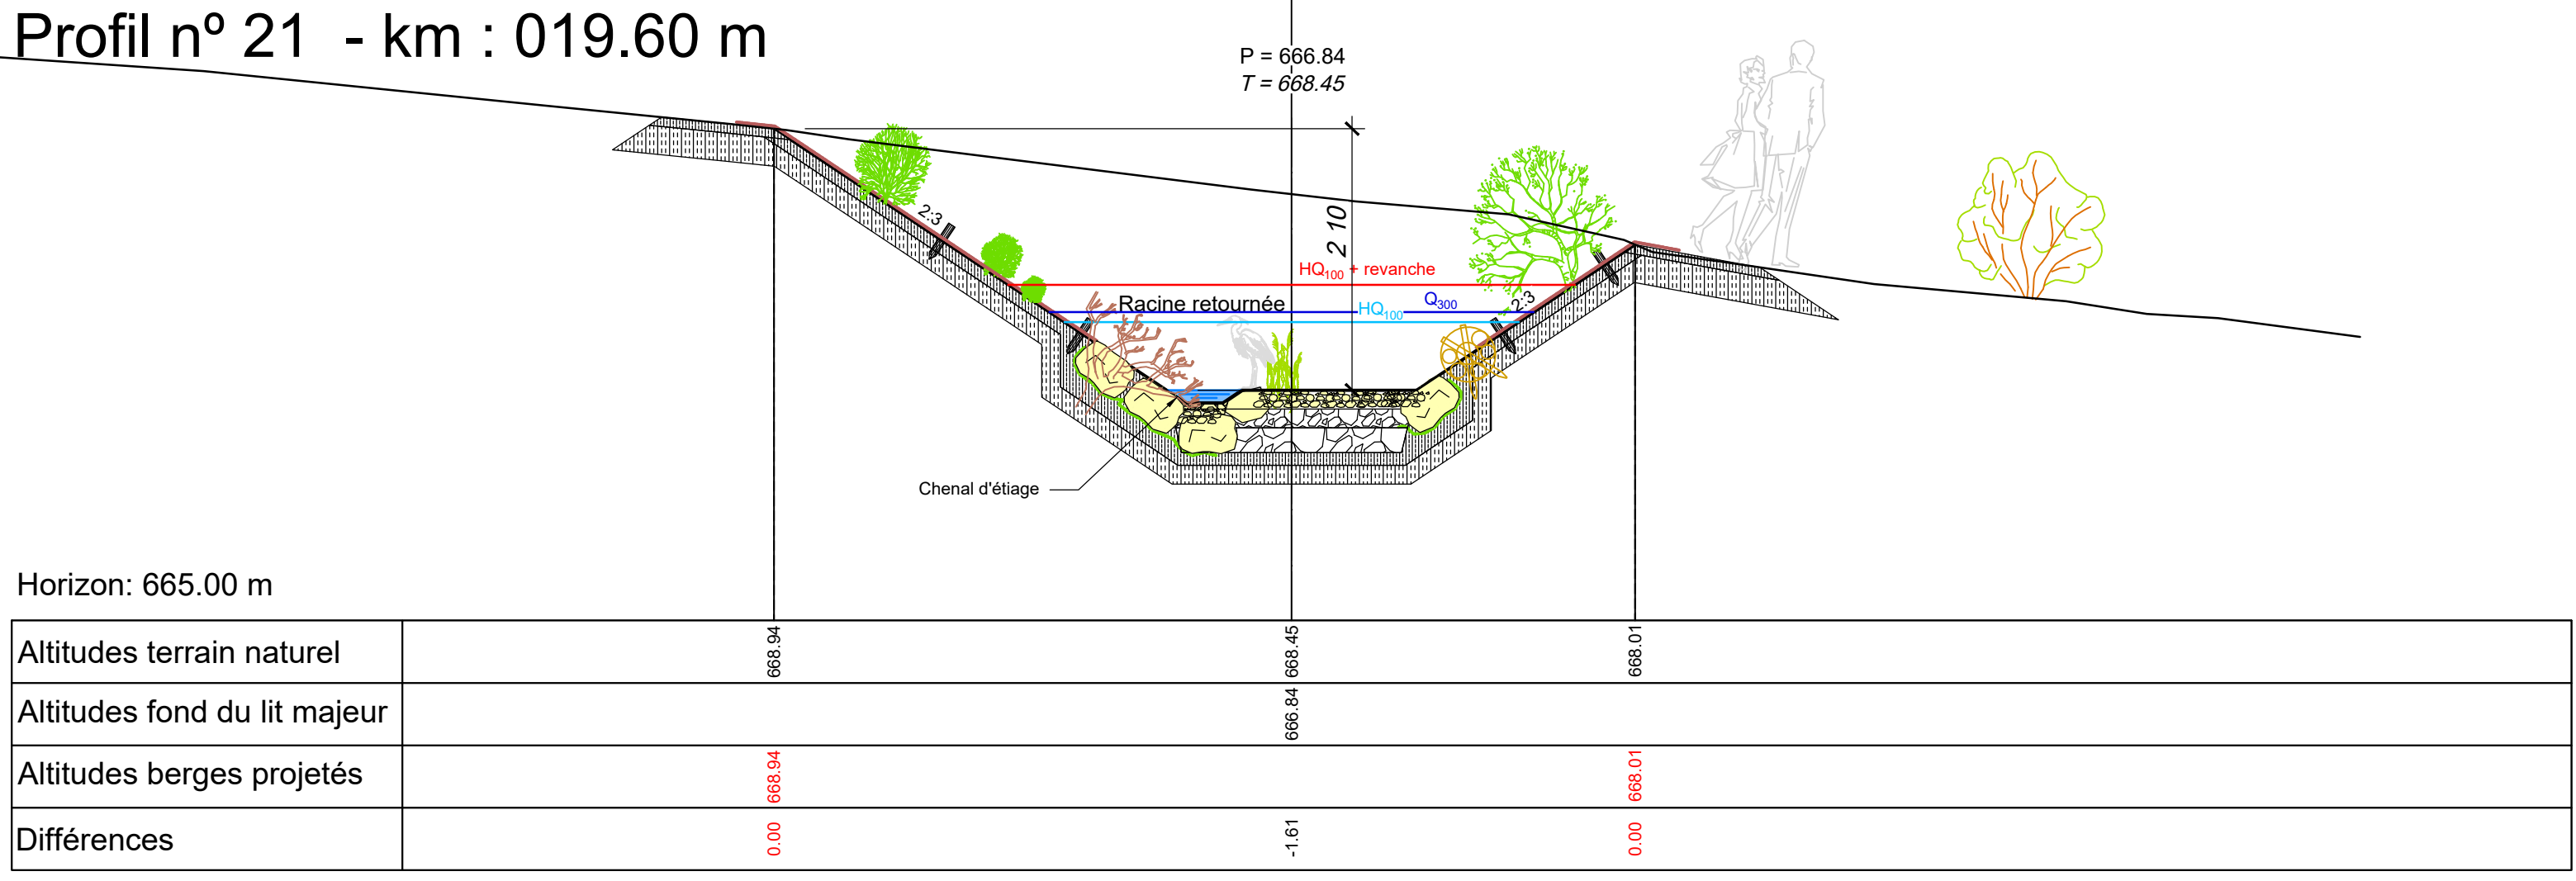 Profil nº 21 - km : 019.60 m
P = 666.84
T = 668.45
2 10
2:3
HQ100 + revanche
Racine retournée
Q300
HQ100
2:3
Chenal d'étiage
Horizon: 665.00 m
Altitudes terrain naturel 668.94 668.45 668.01
Altitudes fond du lit majeur 666.84
Altitudes berges projetés 668.94 668.01
Différences 0.00 -1.61 0.00